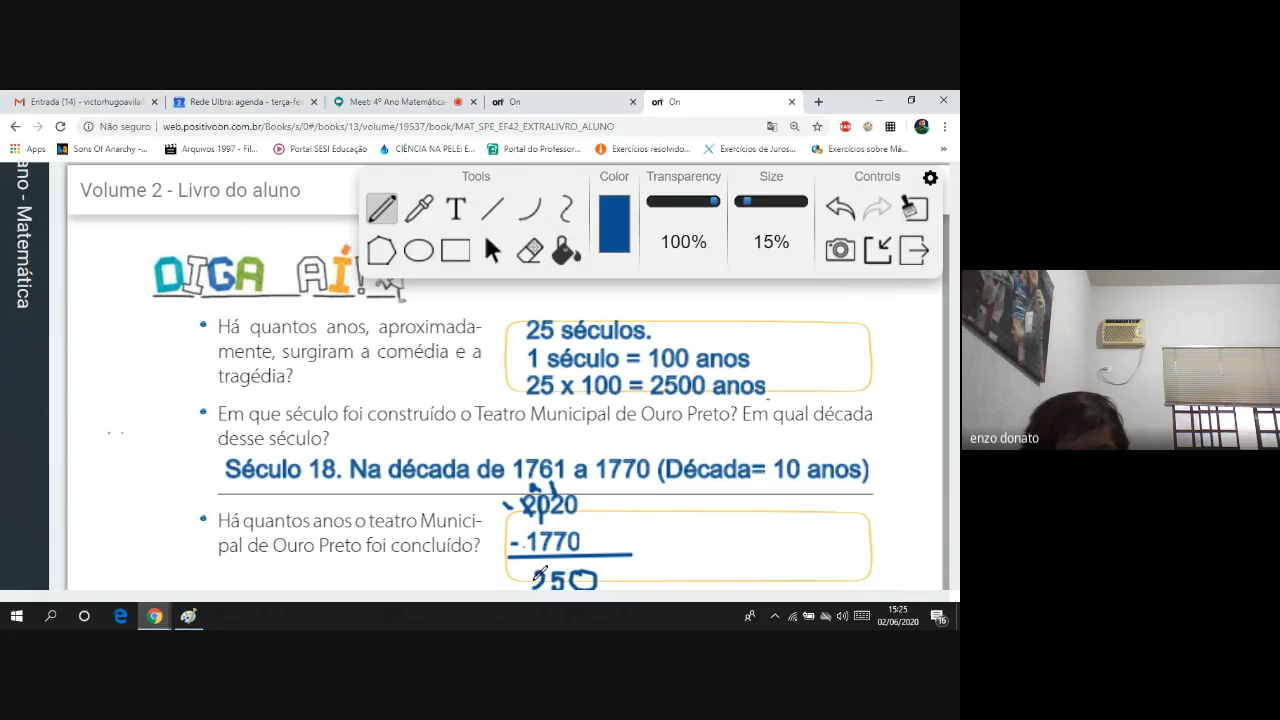 Entrada (14) - victorhugoavila
Rede Ulbra: agenda - terça-fei
Meet: 4º Ano Matemática
On
On
Não seguro
web.positivoon.com.br/Books/s/0#/books/13/volume/19537/book/MAT_SPE_EF42_EXTRALIVRO_ALUNO
Apps
Sons Of Anarchy -...
Arquivos 1997 - Fil...
Portal SESI Educação
CIÊNCIA NA PELE: E...
Portal do Professor...
Exercícios resolvido...
Exercícios de Juros...
Exercícios sobre Má...
ano - Matemática
Volume 2 - Livro do aluno
Tools
Color
Transparency
Size
Controls
100%
15%
DIGA AÍ!
Há quantos anos, aproximada-
mente, surgiram a comédia e a
tragédia?
25 séculos.
1 século = 100 anos
25 x 100 = 2500 anos
Em que século foi construído o Teatro Municipal de Ouro Preto? Em qual década
desse século?
Século 18. Na década de 1761 a 1770 (Década= 10 anos)
Há quantos anos o teatro Munici-
pal de Ouro Preto foi concluído?
2020
- 1770
250
enzo donato
15:25
02/06/2020
16